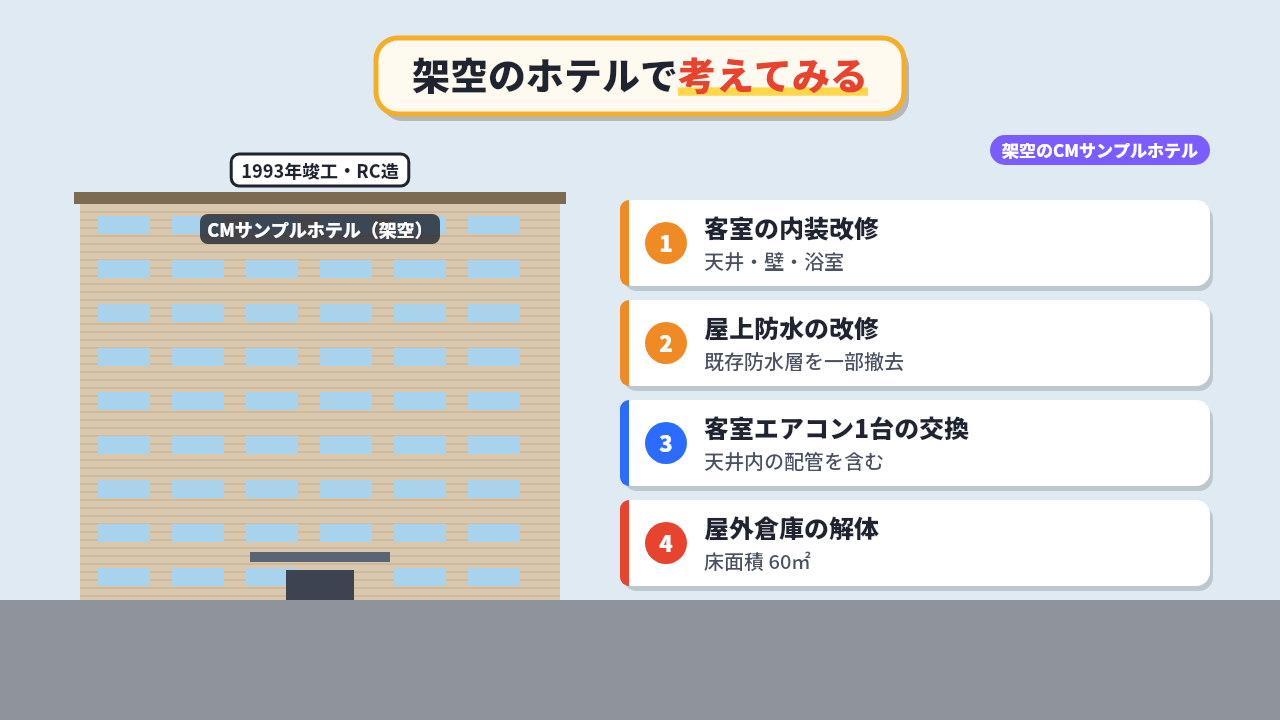 架空のホテルで考えてみる
架空のCMサンプルホテル
1993年竣工・RC造
CMサンプルホテル（架空）
1
客室の内装改修
天井・壁・浴室
2
屋上防水の改修
既存防水層を一部撤去
3
客室エアコン1台の交換
天井内の配管を含む
4
屋外倉庫の解体
床面積 60㎡